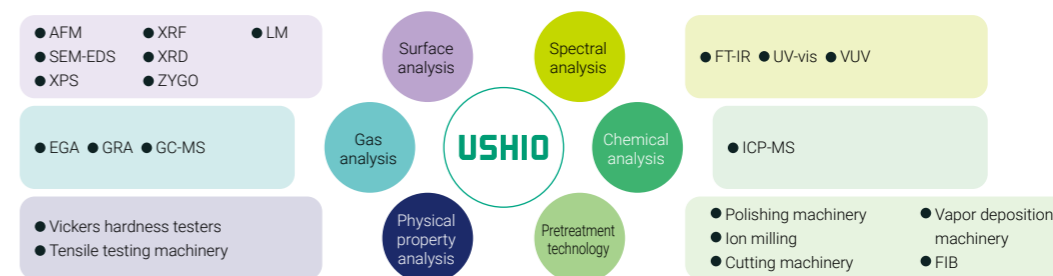 ● AFM ● XRF ● LM
● SEM-EDS ● XRD
● XPS ● ZYGO
Surface
analysis
Spectral
analysis
● FT-IR ● UV-vis ● VUV
● EGA ● GRA ● GC-MS
Gas
analysis
USHIO
Chemical
analysis
● ICP-MS
● Vickers hardness testers
● Tensile testing machinery
Physical
property
analysis
Pretreatment
technology
● Polishing machinery
● Ion milling
● Cutting machinery
● Vapor deposition
machinery
● FIB